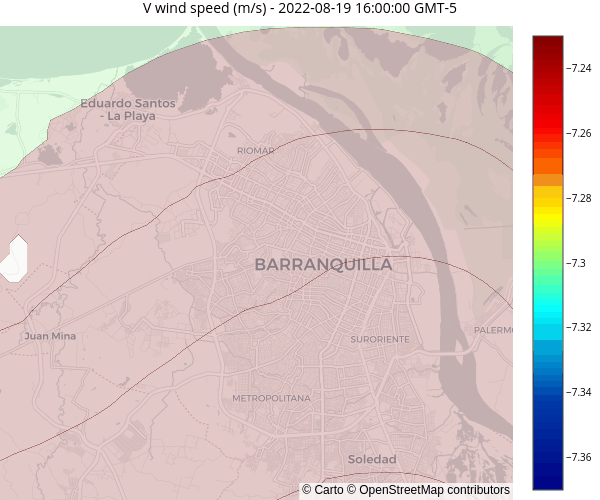 V wind speed (m/s) - 2022-08-19 16:00:00 GMT-5
Eduardo Santos
- La Playa
RIOMAR
BARRANQUILLA
Juan Mina
SURORIENTE
PALERMO
METROPOLITANA
Soledad
© Carto © OpenStreetMap contributors
−7.24
−7.26
−7.28
−7.3
−7.32
−7.34
−7.36